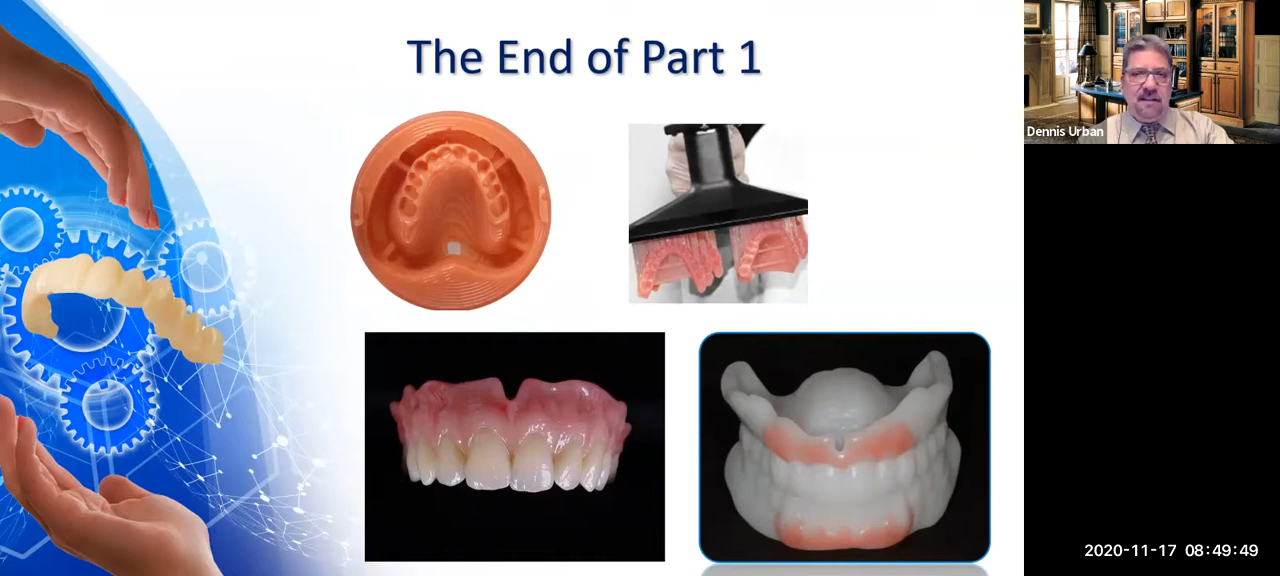 The End of Part 1
Dennis Urban
2020-11-17 08:49:49